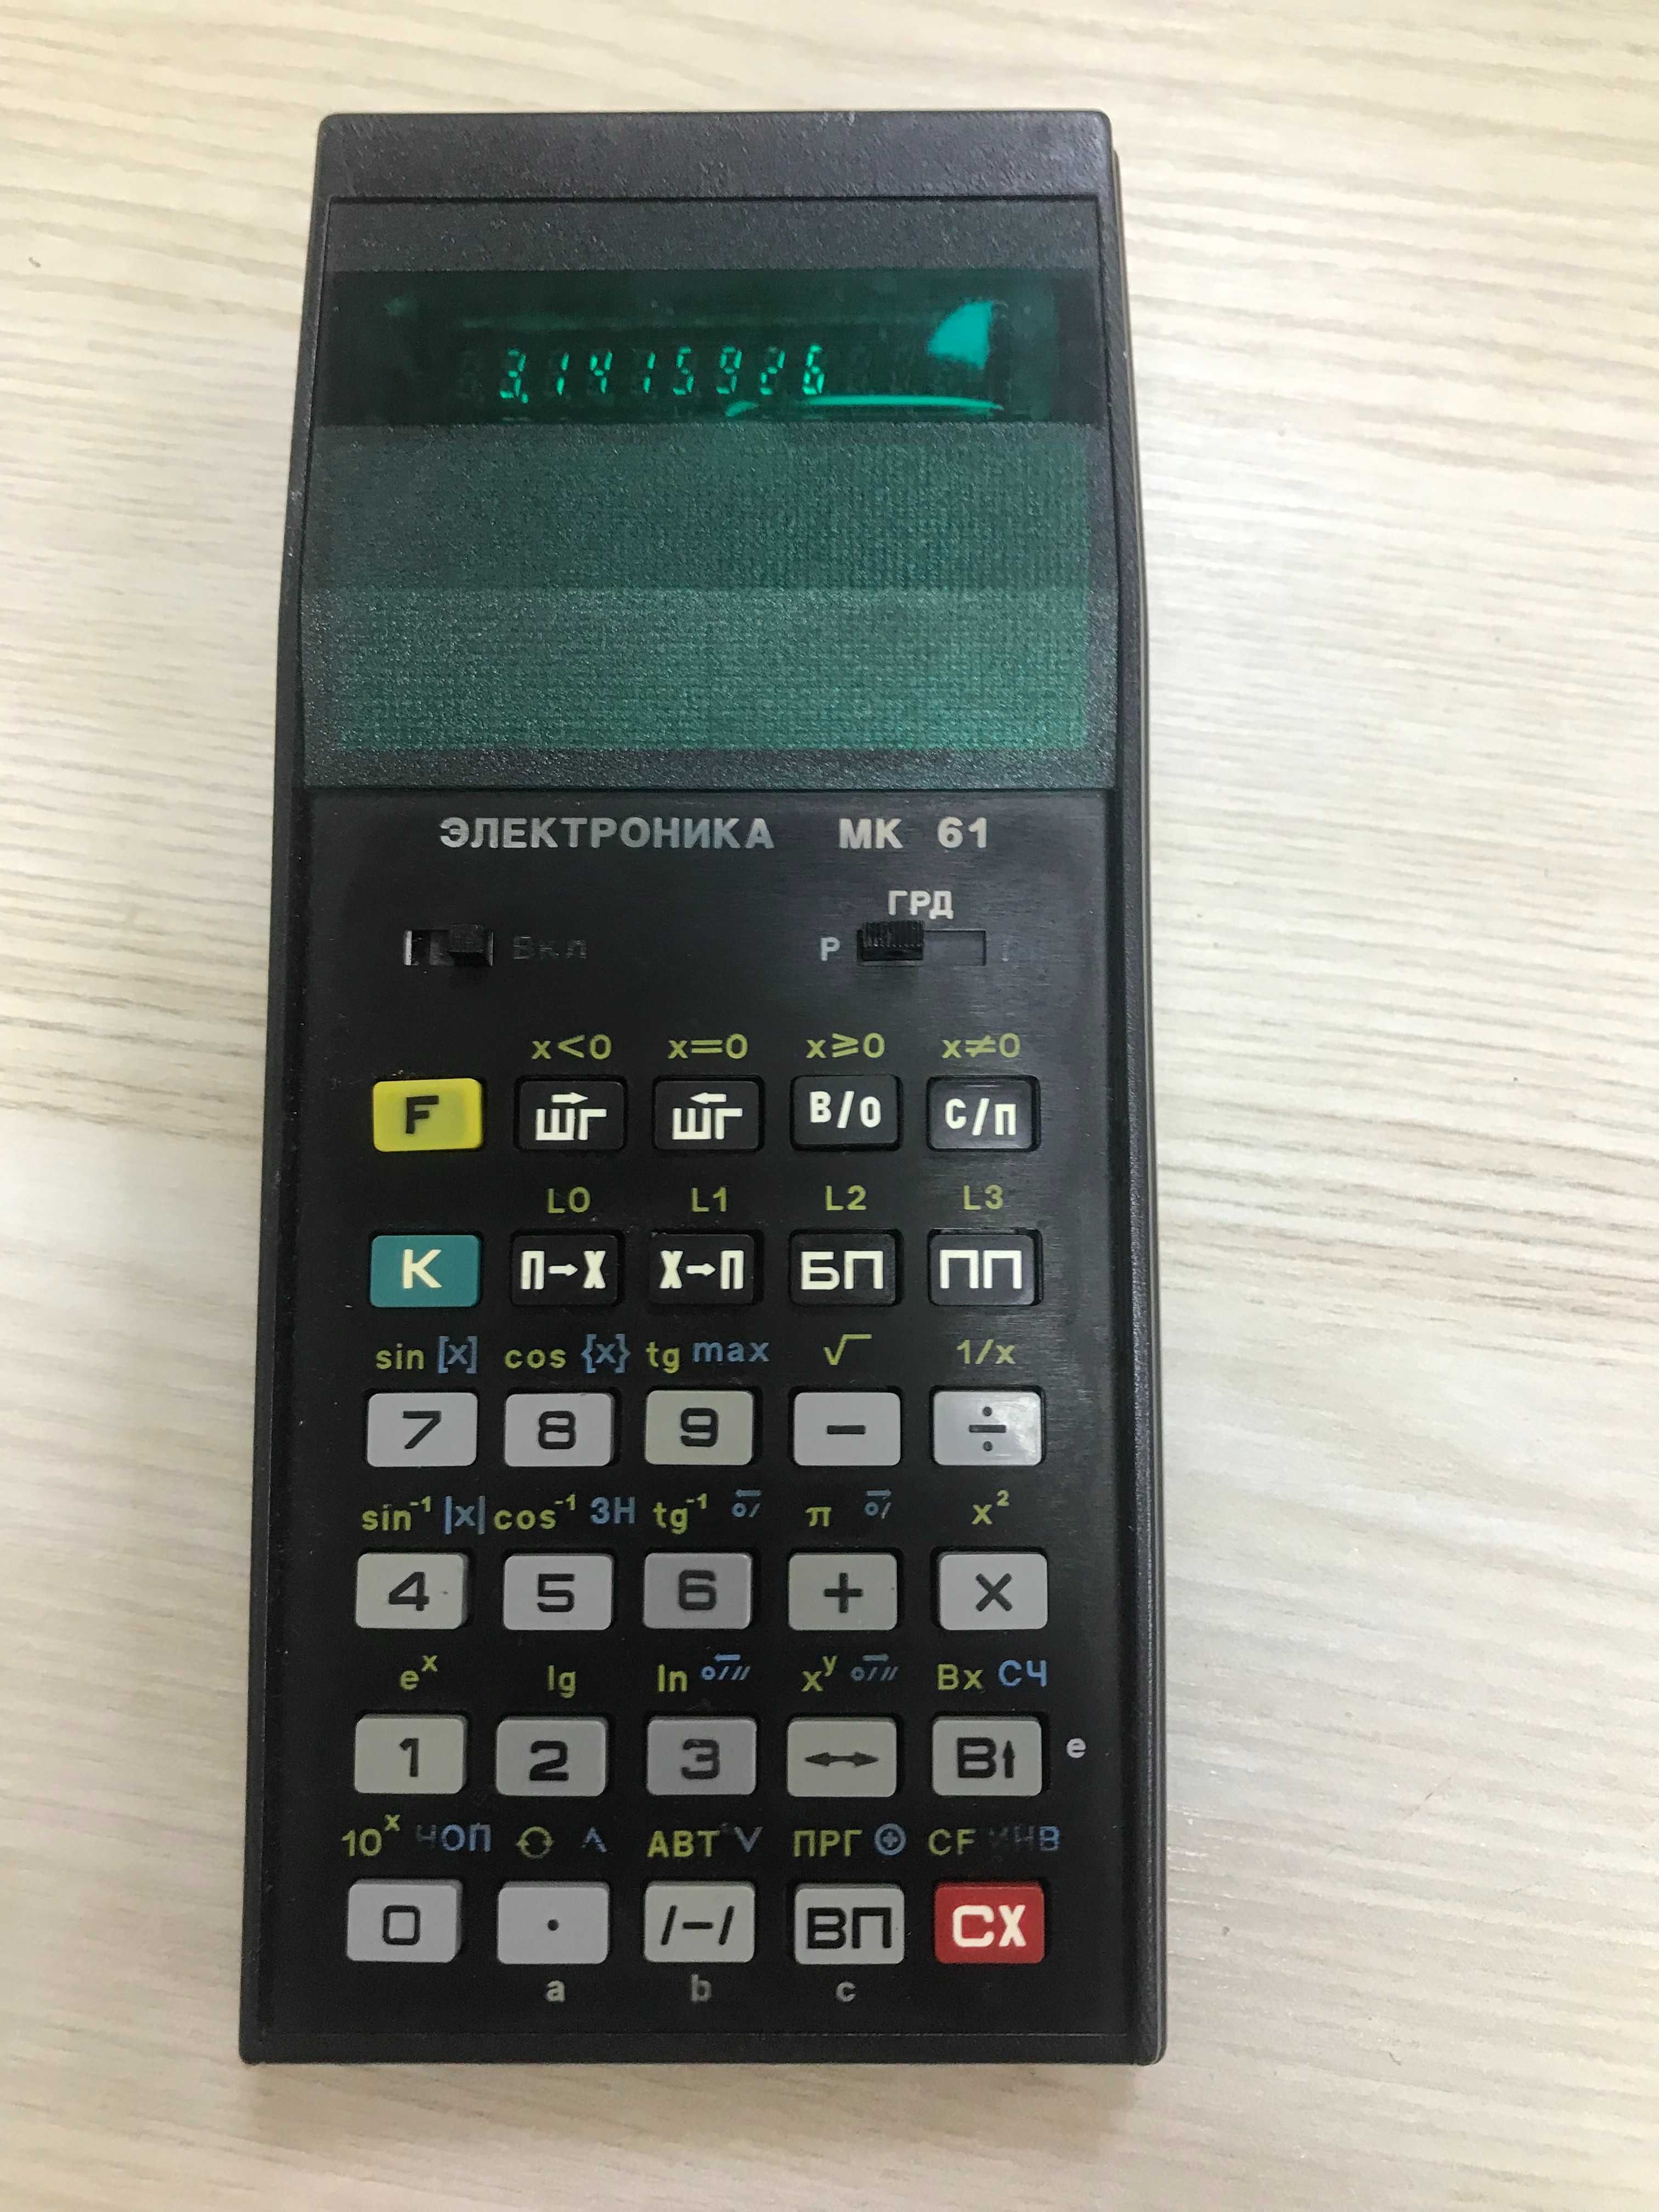 3.1415926
ЭЛЕКТРОНИКА МК 61
ГРД
Вкл Р
x<0 x=0 x≥0 x≠0
F ШГ ШГ В/О С/П
L0 L1 L2 L3
К П→Х Х→П БП ПП
sin [x] cos {x} tg max √ 1/x
7 8 9 − ÷
sin⁻¹ |x| cos⁻¹ ЗН tg⁻¹ o/ π o/ x²
4 5 6 + ×
eˣ lg ln o/// xʸ o/// Вх СЧ
1 2 3 ↔ В↑ e
10ˣ НОП ⟳ ∧ АВТ ∨ ПРГ ⊕ CF ИНВ
0 · /−/ ВП СХ
a b c